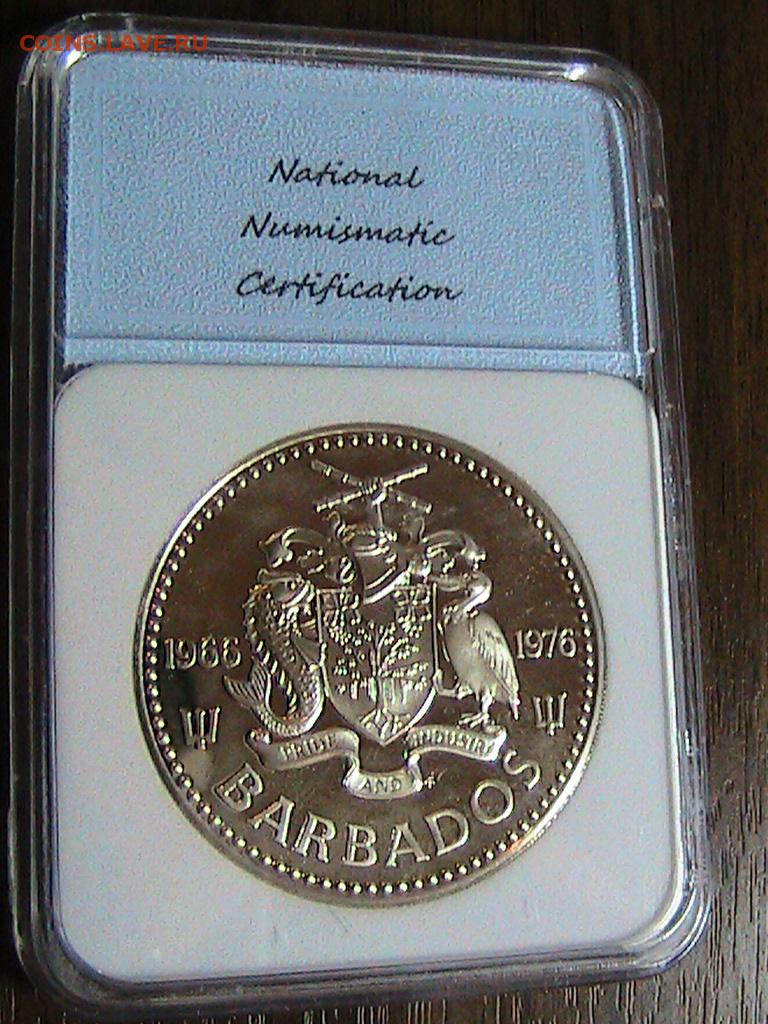 COINS.LAVE.RU
National
Numismatic
Certification
1966 1976
PRIDE AND INDUSTRY
BARBADOS